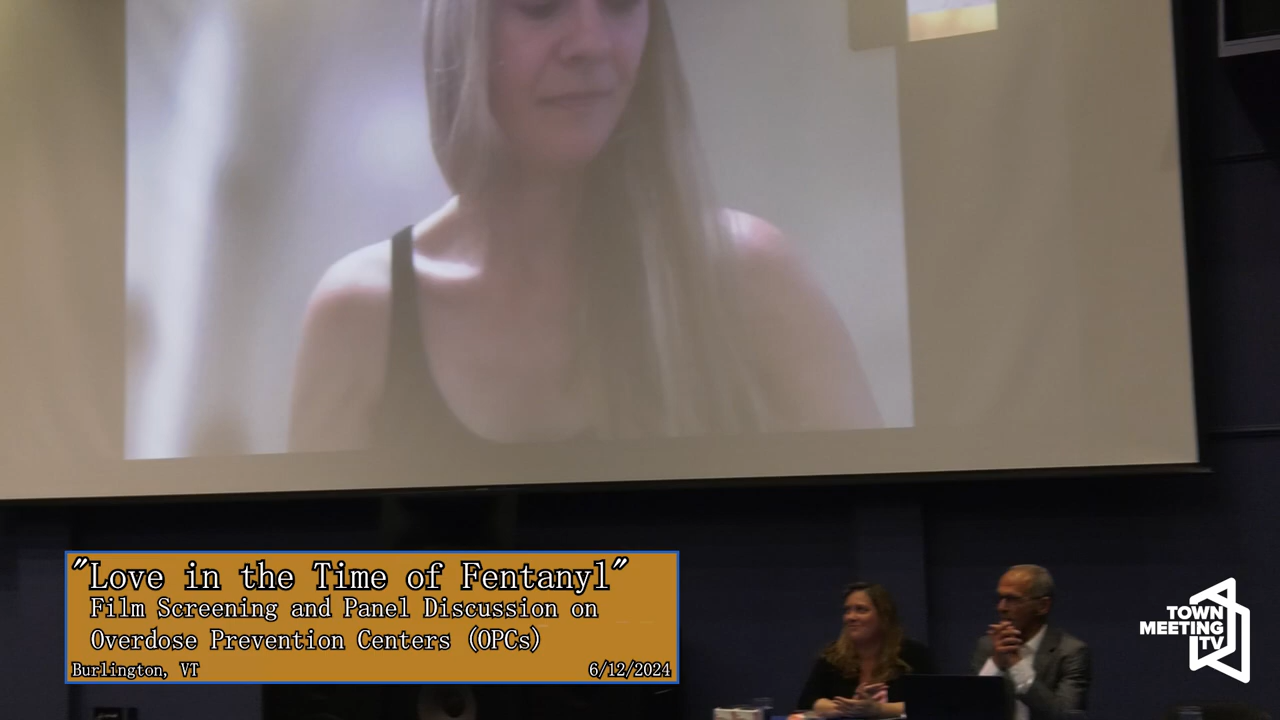 "Love in the Time of Fentanyl"
Film Screening and Panel Discussion on
Overdose Prevention Centers (OPCs)
Burlington, VT 6/12/2024
TOWN
MEETING
TV